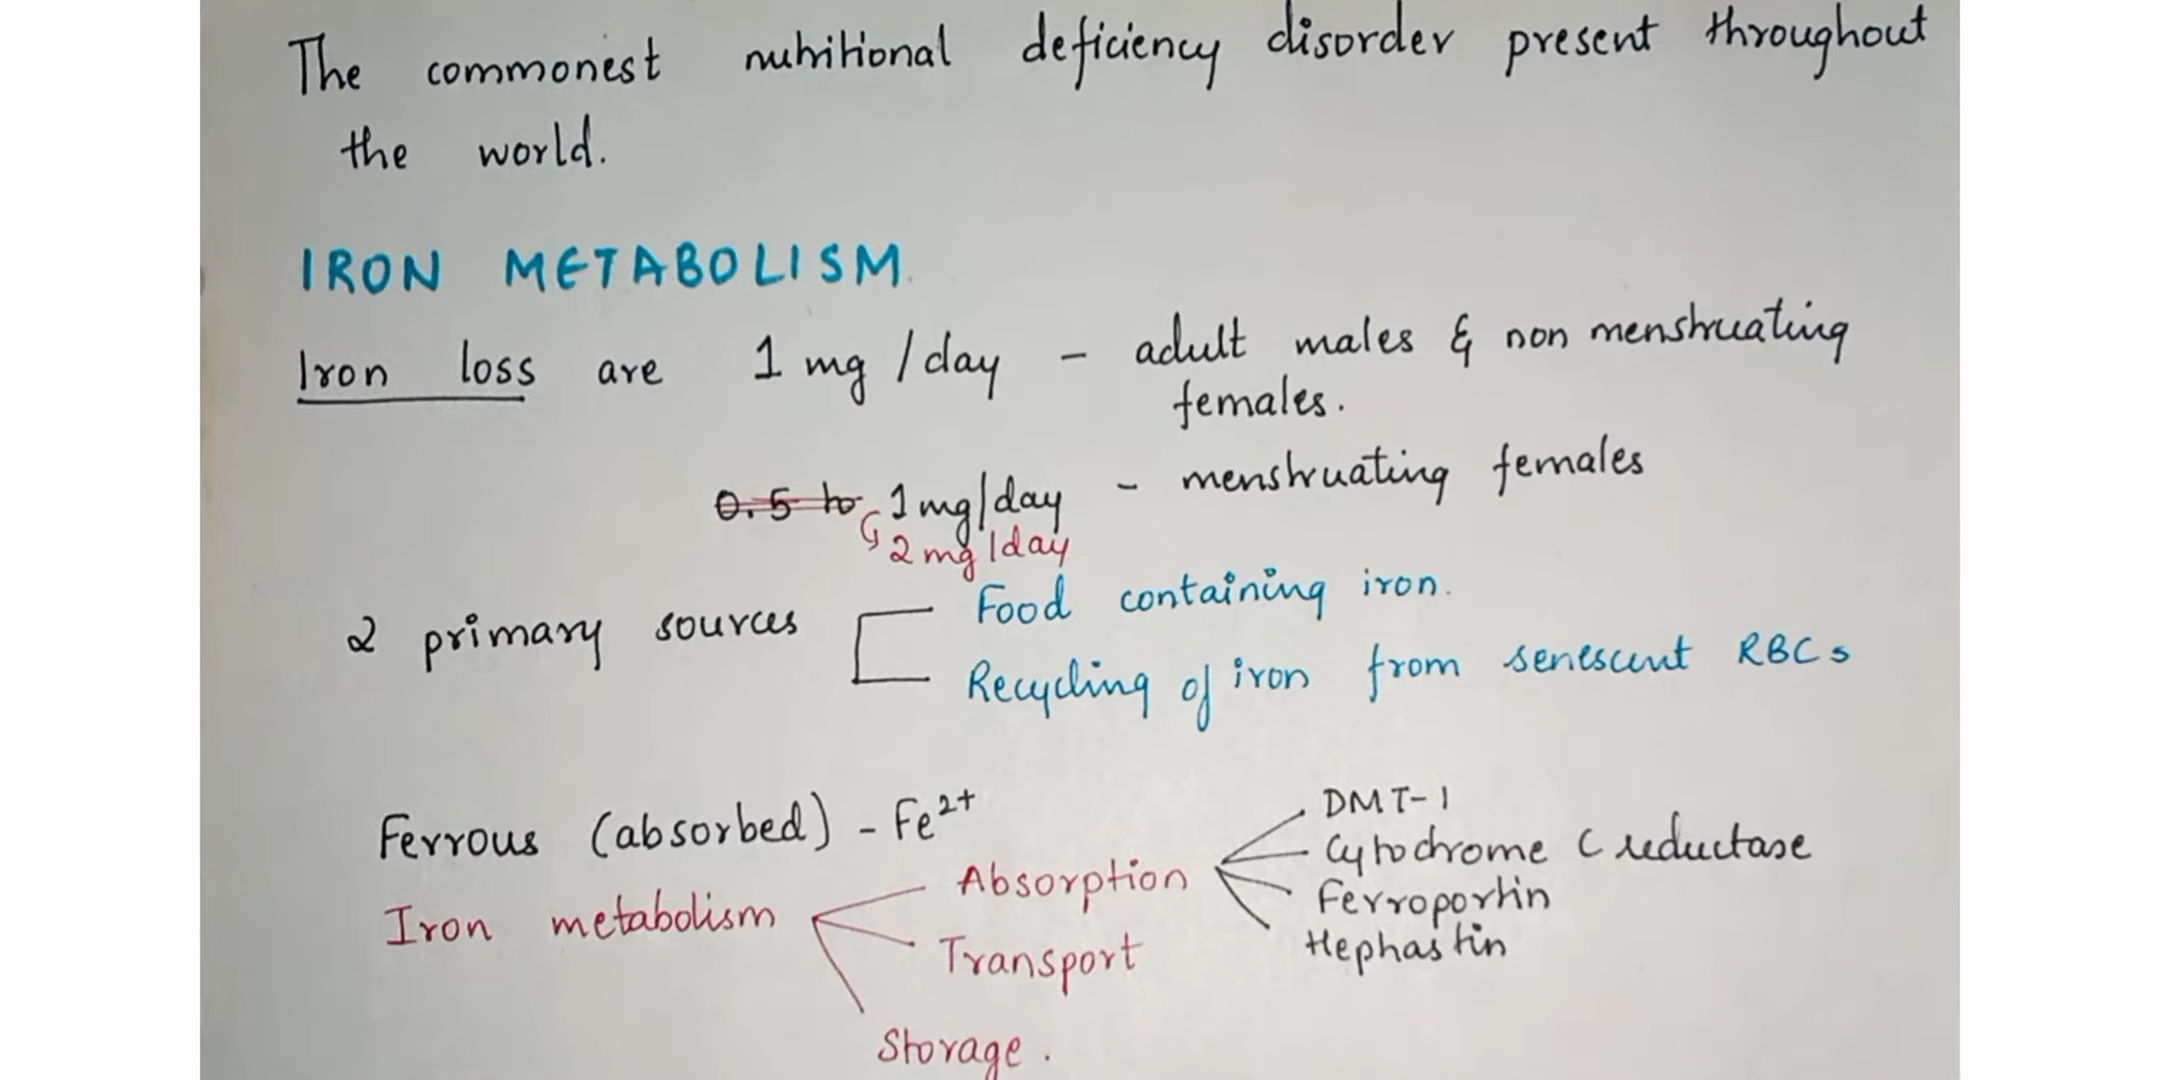 The commonest nutritional deficiency disorder present throughout
the world.
IRON METABOLISM.
Iron loss are 1 mg /day - adult males & non menstruating
females.
0.5 to 1mg/day - menstruating females
2 mg/day
2 primary sources
Food containing iron.
Recycling of iron from senescent RBCs
Ferrous (absorbed) - Fe²⁺
Iron metabolism
Absorption
Transport
Storage.
DMT-1
Cytochrome C reductase
Ferroportin
Hephastin